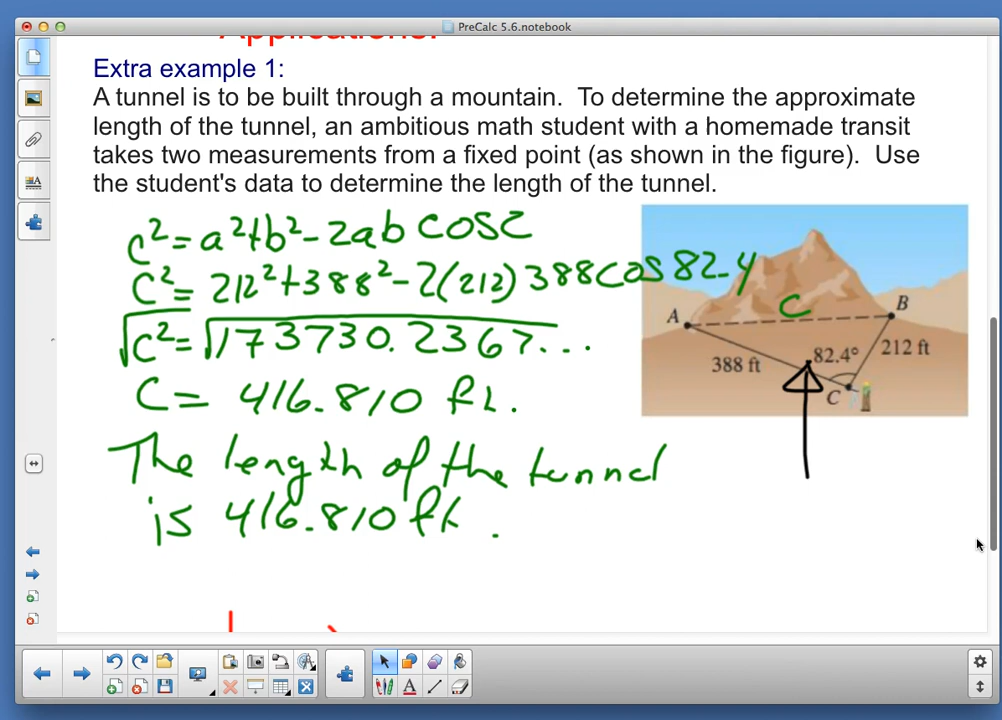 PreCalc 5.6.notebook
Extra example 1:
A tunnel is to be built through a mountain. To determine the approximate
length of the tunnel, an ambitious math student with a homemade transit
takes two measurements from a fixed point (as shown in the figure). Use
the student's data to determine the length of the tunnel.
c²=a²+b²-2ab cosC
C²= 212²+388²-2(212)388cos82.4
√C²=√173730.2367...
C= 416.810 ft.
The length of the tunnel
is 416.810ft.
A
C
B
388 ft
82.4°
212 ft
C
A